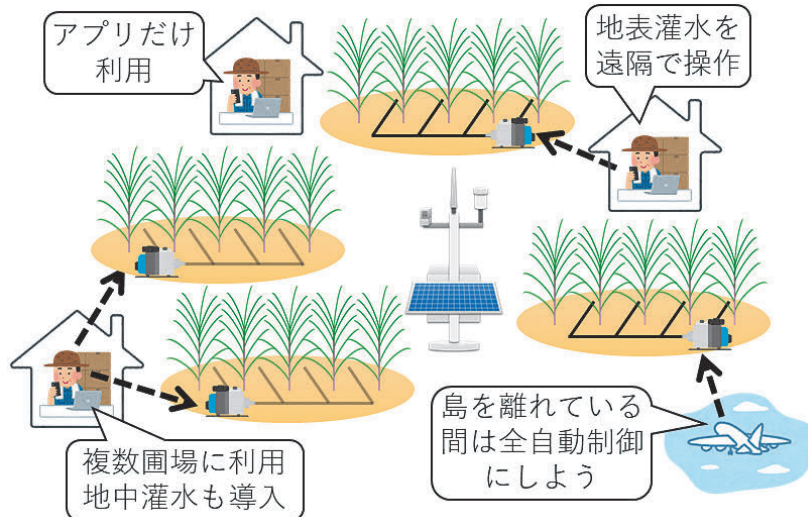 アプリだけ
利用
地表灌水を
遠隔で操作
複数圃場に利用
地中灌水も導入
島を離れている
間は全自動制御
にしよう